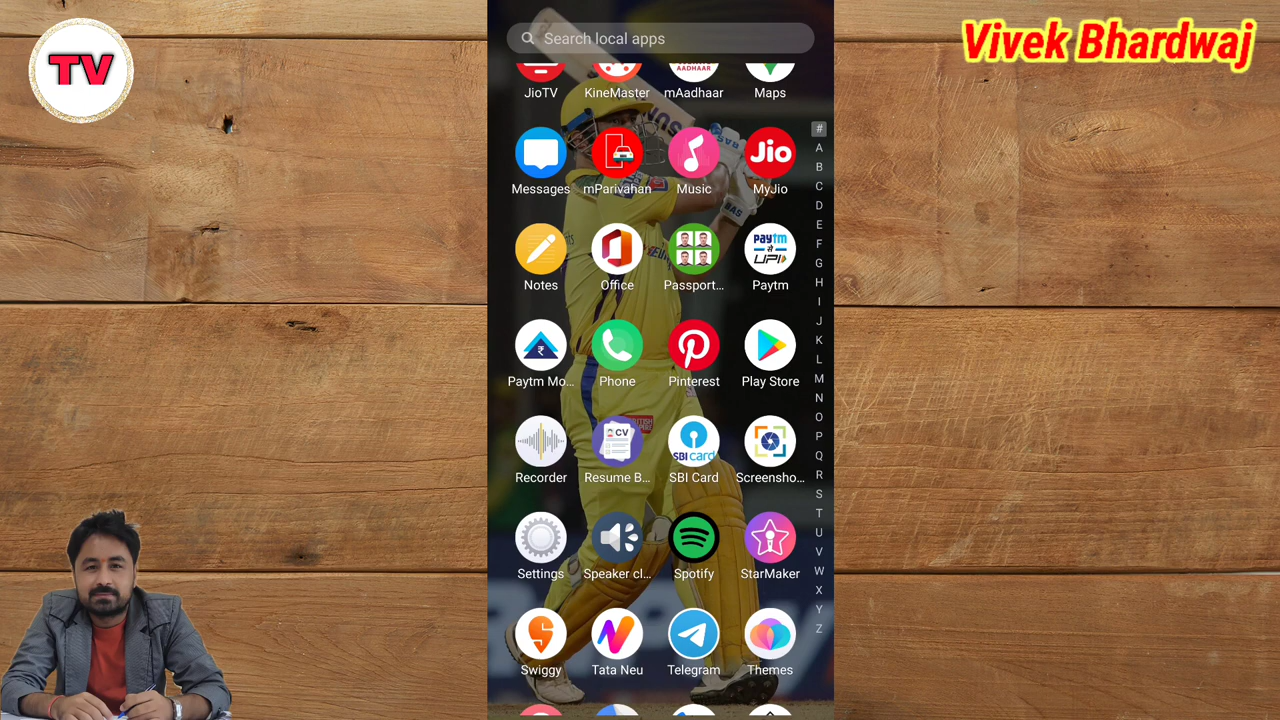 TV
Vivek Bhardwaj
Search local apps
JioTV KineMaster mAadhaar Maps
AADHAAR
#
A
B
C
D
E
F
G
H
I
J
K
L
M
N
O
P
Q
R
S
T
U
V
W
X
Y
Z
Jio
Messages mParivahan Music MyJio
paytm
से
UPI
Notes Office Passport... Paytm
₹
Paytm Mo... Phone Pinterest Play Store
CV
SBI card
Recorder Resume B... SBI Card Screensho...
Settings Speaker cl... Spotify StarMaker
Swiggy Tata Neu Telegram Themes
BAS
BAS